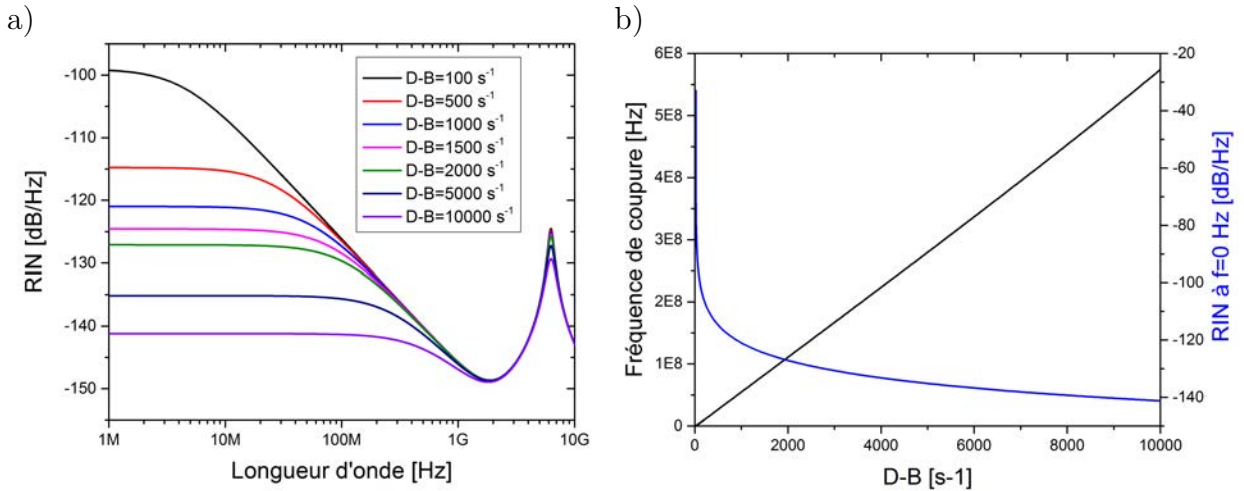 a)
RIN [dB/Hz]
-100
-110
-120
-130
-140
-150
1M
10M
100M
1G
10G
Longueur d'onde [Hz]
D-B=100 s⁻¹
D-B=500 s⁻¹
D-B=1000 s⁻¹
D-B=1500 s⁻¹
D-B=2000 s⁻¹
D-B=5000 s⁻¹
D-B=10000 s⁻¹
b)
Fréquence de coupure [Hz]
6E8
5E8
4E8
3E8
2E8
1E8
0
0
2000
4000
6000
8000
10000
D-B [s-1]
-20
-40
-60
-80
-100
-120
-140
RIN à f=0 Hz [dB/Hz]